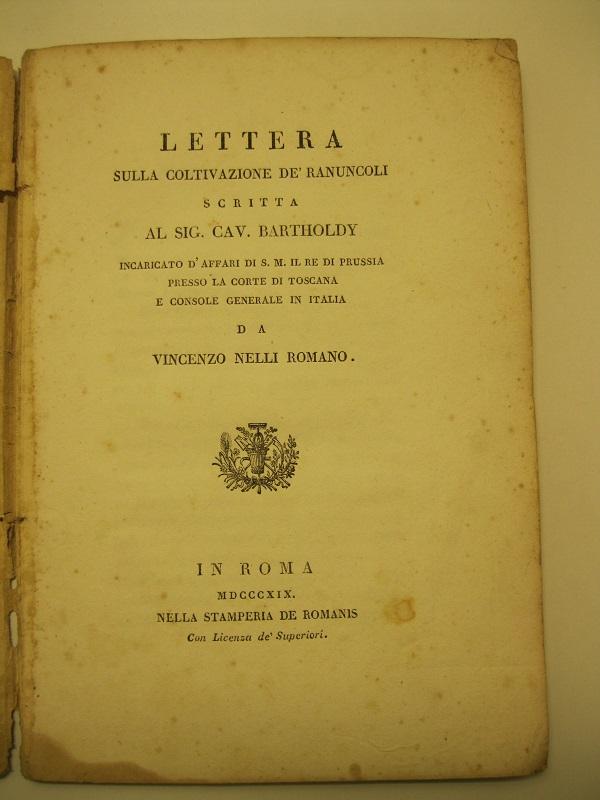 LETTERA
SULLA COLTIVAZIONE DE' RANUNCOLI
SCRITTA
AL SIG. CAV. BARTHOLDY
INCARICATO D'AFFARI DI S. M. IL RE DI PRUSSIA
PRESSO LA CORTE DI TOSCANA
E CONSOLE GENERALE IN ITALIA
DA
VINCENZO NELLI ROMANO.
IN ROMA
MDCCCXIX.
NELLA STAMPERIA DE ROMANIS
Con Licenza de' Superiori.